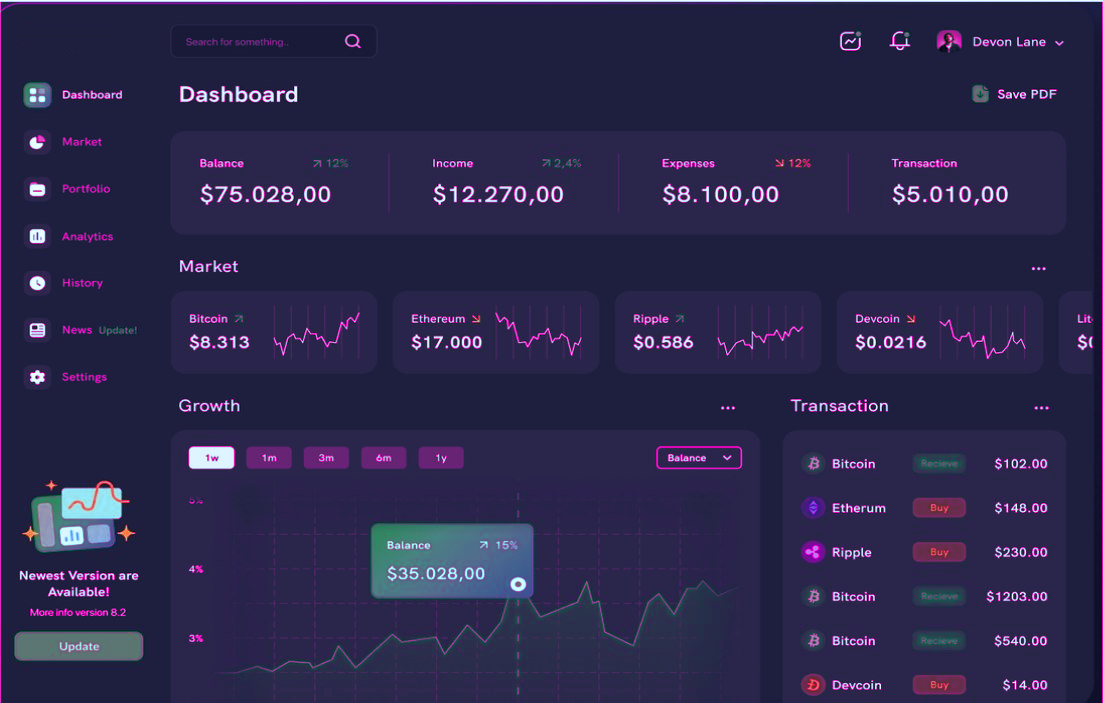 Search for something..
Devon Lane
Dashboard
Market
Portfolio
Analytics
History
News Update!
Settings
Newest Version are
Available!
More info version 8.2
Update
Dashboard
Save PDF
Balance 12%
$75.028,00
Income 2,4%
$12.270,00
Expenses 12%
$8.100,00
Transaction
$5.010,00
Market
Bitcoin
$8.313
Ethereum
$17.000
Ripple
$0.586
Devcoin
$0.0216
Growth
1w 1m 3m 6m 1y
Balance
4%
3%
Balance 15%
$35.028,00
Transaction
Bitcoin Recieve $102.00
Etherum Buy $148.00
Ripple Buy $230.00
Bitcoin Recieve $1203.00
Bitcoin Recieve $540.00
Devcoin Buy $14.00